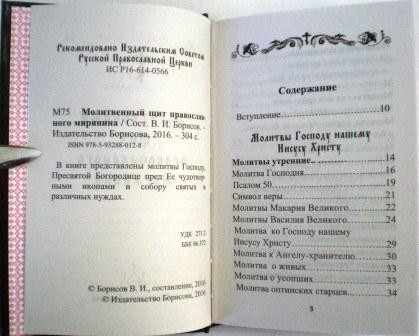 Рекомендовано Издательским Советом
Русской Православной Церкви
ИС Р16-614-0566
М75 Молитвенный щит православ-
ного мирянина / Сост. В. И. Борисов. -
Издательство Борисова, 2016. – 304 с.
ISBN 978-5-93288-012-8
В книге представлены молитвы Господу,
Пресвятой Богородице пред Ее чудотвор-
ными иконами и собору святых в
различных нуждах.
УДК 271.2
ББК 86.372
© Борисов В. И., составление, 2016
© Издательство Борисова, 2016
Содержание
Вступление...10
Молитвы Господу нашему
Иисусу Христу
Молитвы утренние..14
Молитва Господня...16
Псалом 50...19
Символ веры...21
Молитвы Макария Великого...22
Молитвы Василия Великого...24
Молитва ко Господу нашему
Иисусу Христу...29
Молитва к Ангелу-хранителю...30
Молитва о живых...31
Молитва о усопших...33
Молитва оптинских старцев...34
3